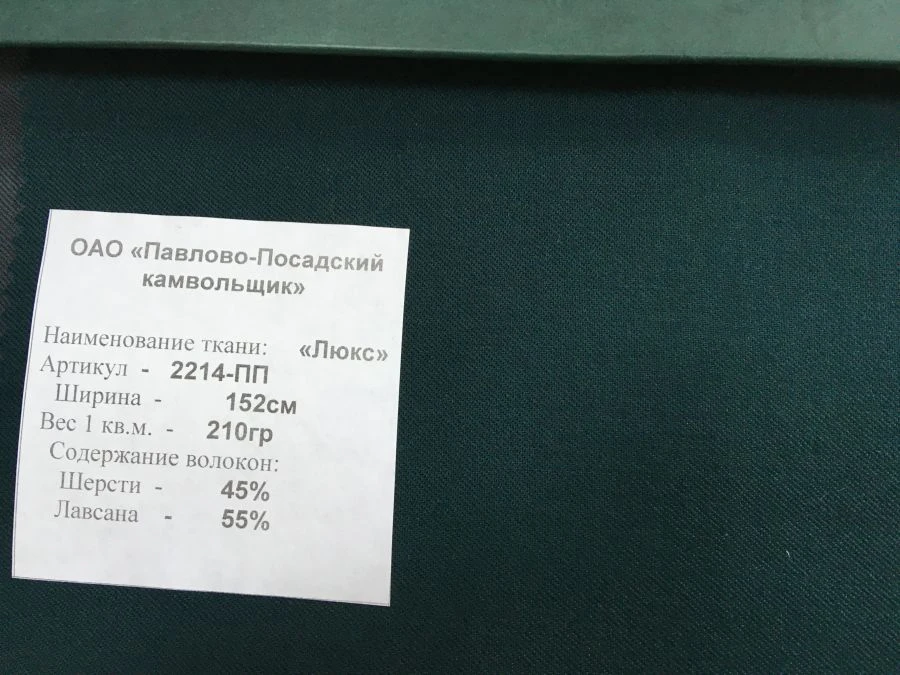 ОАО «Павлово-Посадский
камвольщик»
Наименование ткани: «Люкс»
Артикул - 2214-ПП
Ширина - 152см
Вес 1 кв.м. - 210гр
Содержание волокон:
Шерсти - 45%
Лавсана - 55%